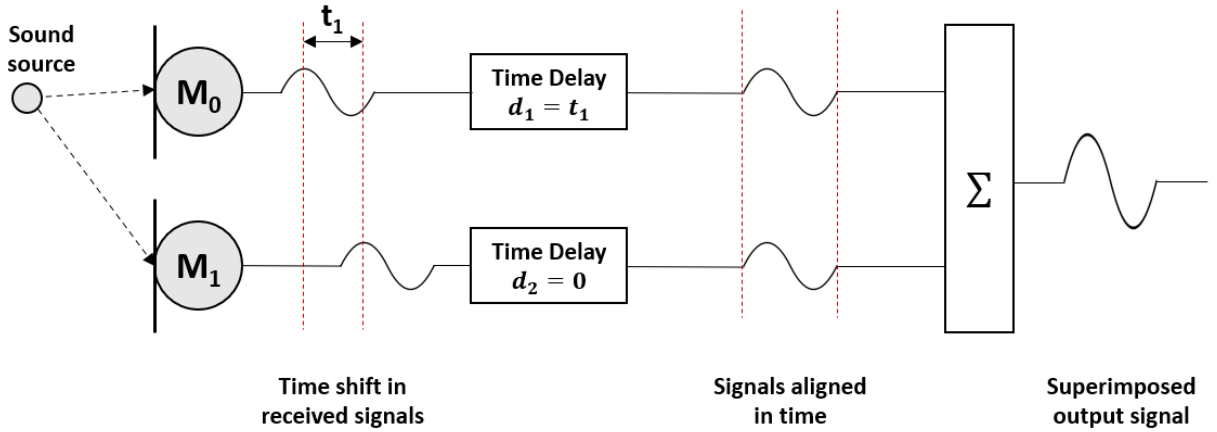 t₁
Sound
source
M₀
Time Delay
d₁ = t₁
M₁
Time Delay
d₂ = 0
Σ
Time shift in
received signals
Signals aligned
in time
Superimposed
output signal